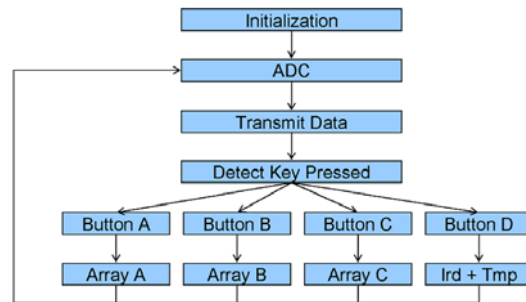 Initialization
ADC
Transmit Data
Detect Key Pressed
Button A Button B Button C Button D
Array A Array B Array C Ird + Tmp